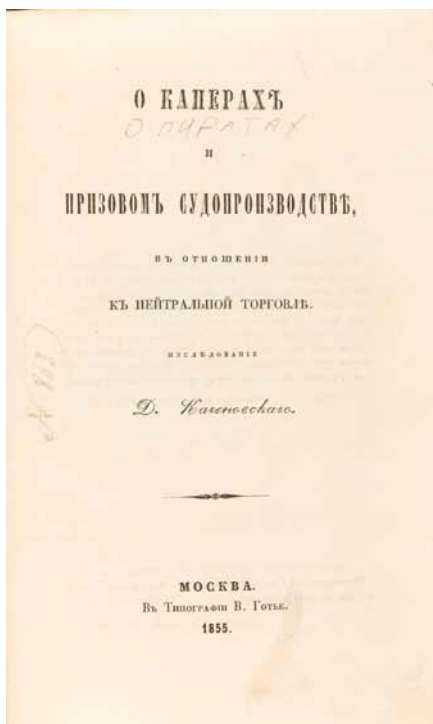 О КАПЕРАХЪ
О ПИРАТАХ
И
ПРИЗОВОМЪ СУДОПРОИЗВОДСТВѢ,
ВЪ ОТНОШЕНІИ
КЪ НЕЙТРАЛЬНОЙ ТОРГОВЛѢ.
ИЗСЛѢДОВАНІЕ
Д. Каченовскаго.
МОСКВА.
Въ Типографіи В. Готье.
1855.